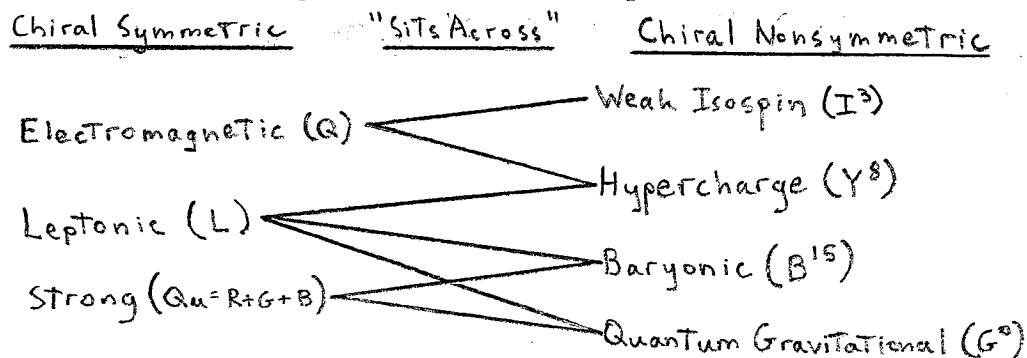 Chiral Symmetric "Sits Across" Chiral Nonsymmetric
Electromagnetic (Q) Weak Isospin (I³)
Hypercharge (Y⁸)
Leptonic (L)
Baryonic (B¹⁵)
Strong (Qu=R+G+B)
Quantum Gravitational (G⁰)